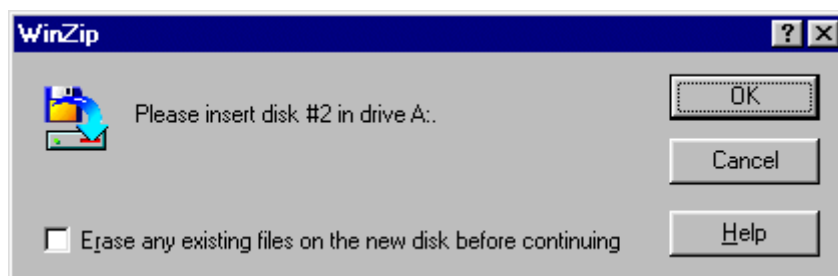 WinZip
Please insert disk #2 in drive A:.
OK
Cancel
Erase any existing files on the new disk before continuing
Help